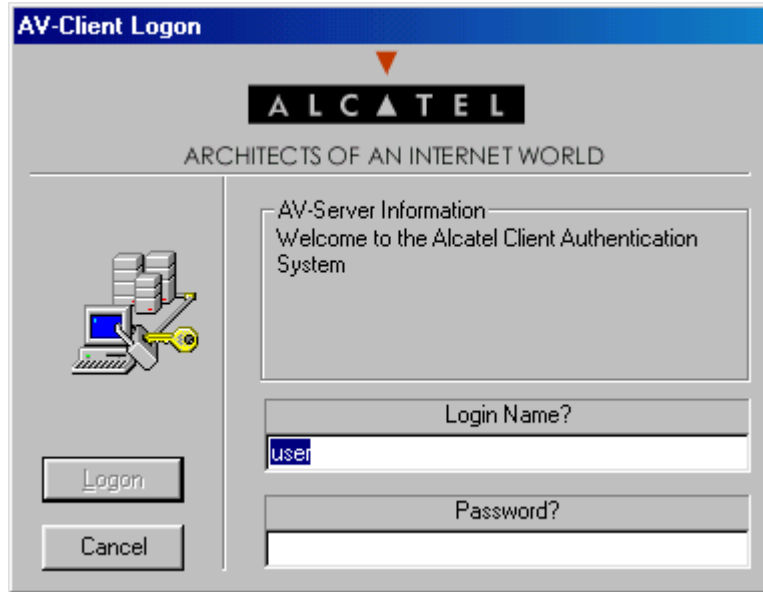 AV-Client Logon
ALCATEL
ARCHITECTS OF AN INTERNET WORLD
AV-Server Information
Welcome to the Alcatel Client Authentication
System
Login Name?
user
Logon
Password?
Cancel